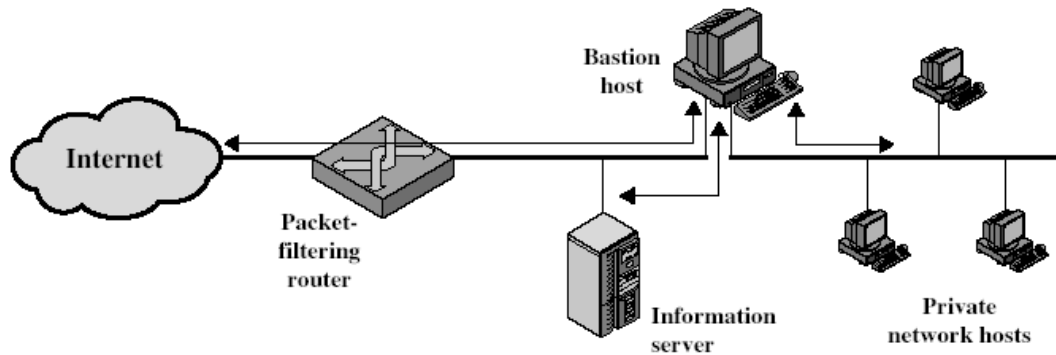 Bastion
host
Internet
Packet-
filtering
router
Information
server
Private
network hosts